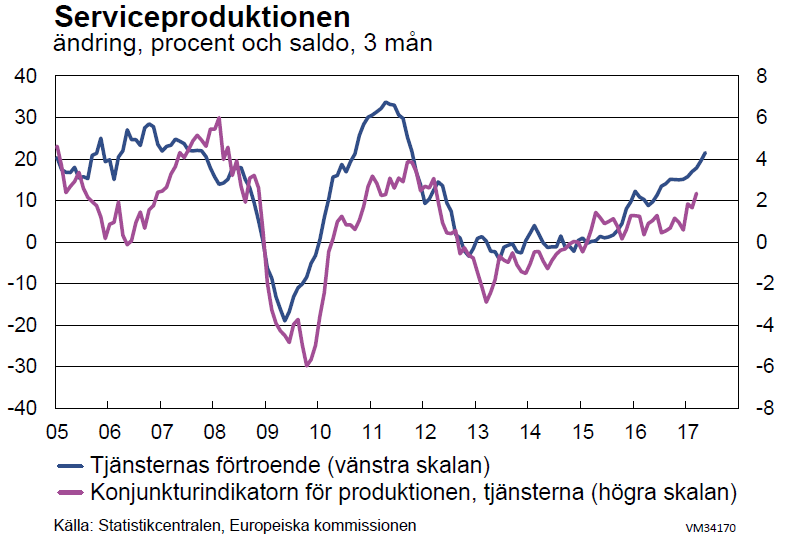 Serviceproduktionen
ändring, procent och saldo, 3 mån
40 8
30 6
20 4
10 2
0 0
-10 -2
-20 -4
-30 -6
-40 -8
05 06 07 08 09 10 11 12 13 14 15 16 17
Tjänsternas förtroende (vänstra skalan)
Konjunkturindikatorn för produktionen, tjänsterna (högra skalan)
Källa: Statistikcentralen, Europeiska kommissionen VM34170